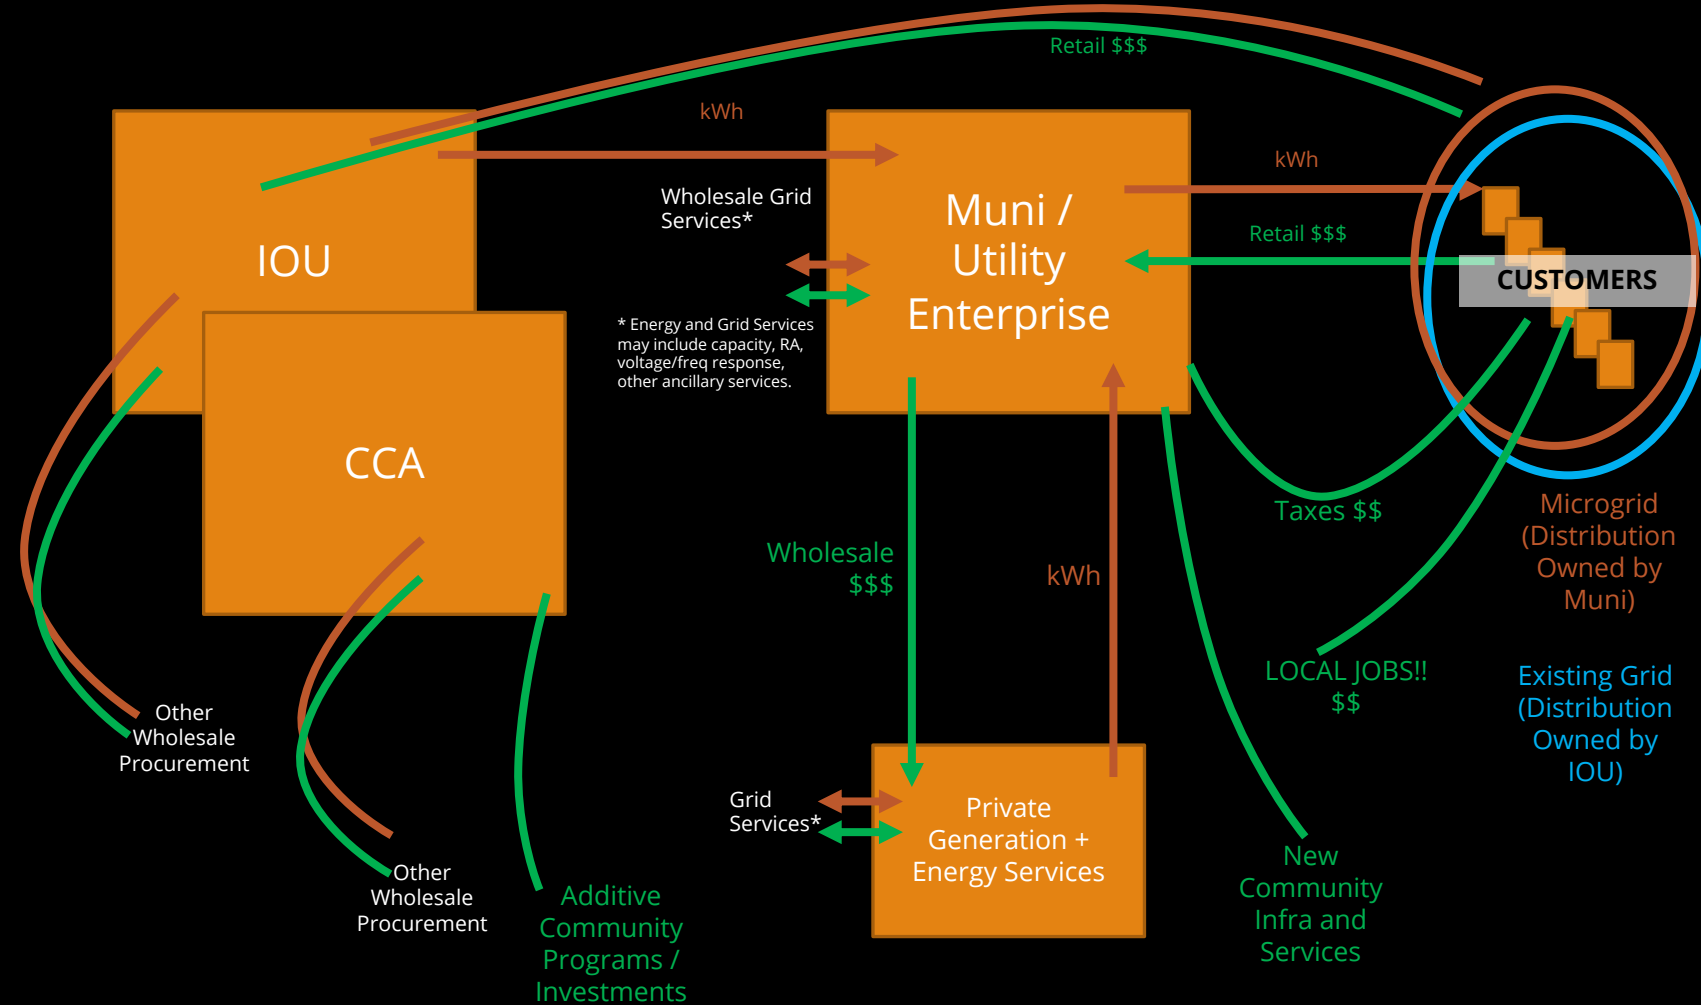 Retail $$$
kWh
kWh
Wholesale Grid
Services*
Muni /
Utility
Enterprise
Retail $$$
IOU
CUSTOMERS
* Energy and Grid Services
may include capacity, RA,
voltage/freq response,
other ancillary services.
CCA
Taxes $$
Microgrid
(Distribution
Owned by
Muni)
Wholesale
$$$
kWh
LOCAL JOBS!!
$$
Existing Grid
(Distribution
Owned by
IOU)
Other
Wholesale
Procurement
Grid
Services*
Private
Generation +
Energy Services
Other
Wholesale
Procurement
Additive
Community
Programs /
Investments
New
Community
Infra and
Services